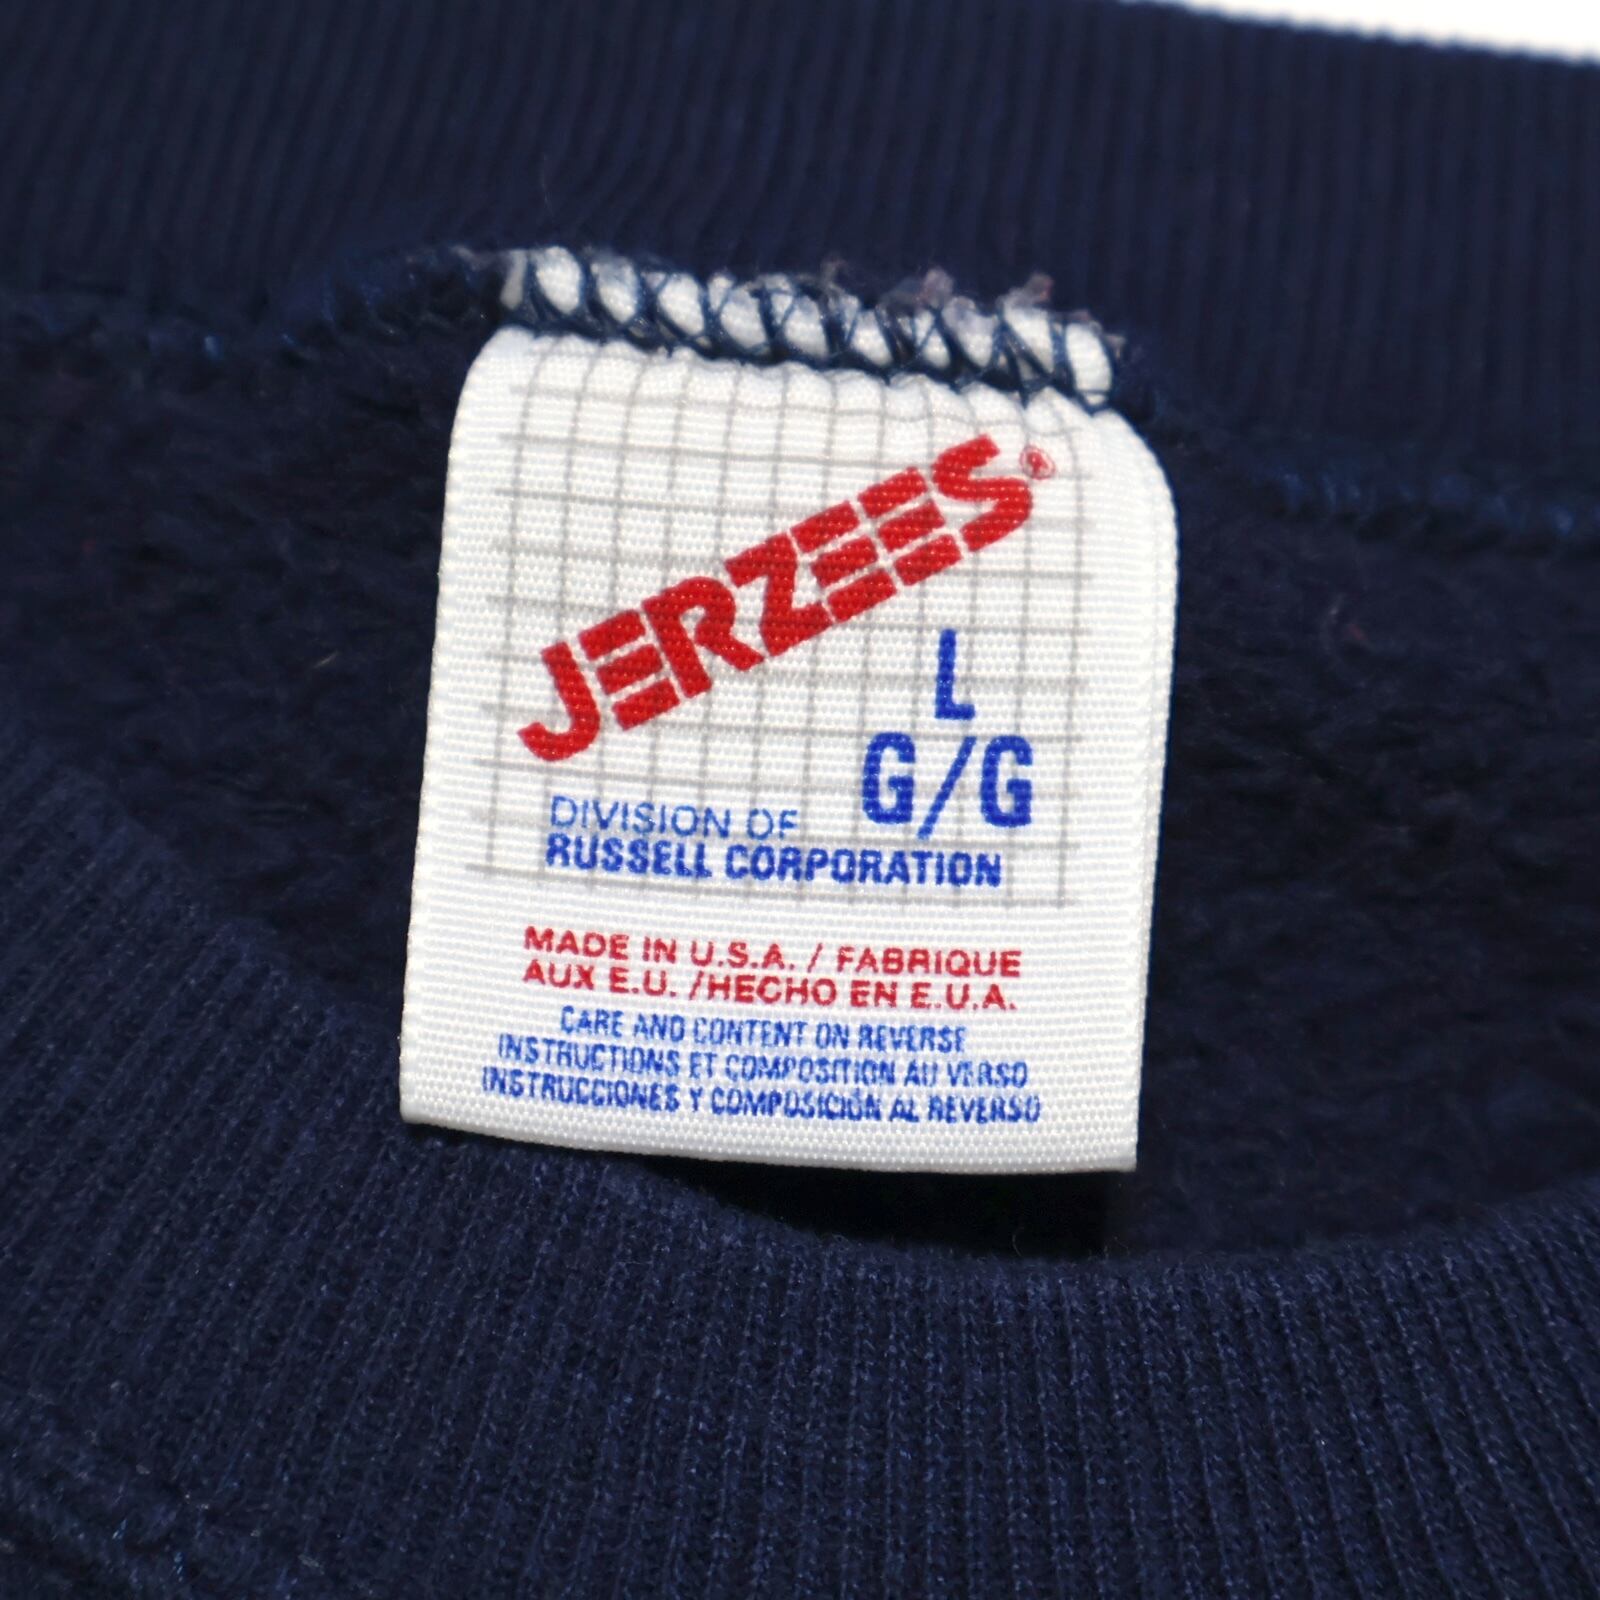 JERZEES®
L
G/G
DIVISION OF
RUSSELL CORPORATION
MADE IN U.S.A. / FABRIQUE
AUX E.U. /HECHO EN E.U.A.
CARE AND CONTENT ON REVERSE
INSTRUCTIONS ET COMPOSITION AU VERSO
INSTRUCCIONES Y COMPOSICIÓN AL REVERSO